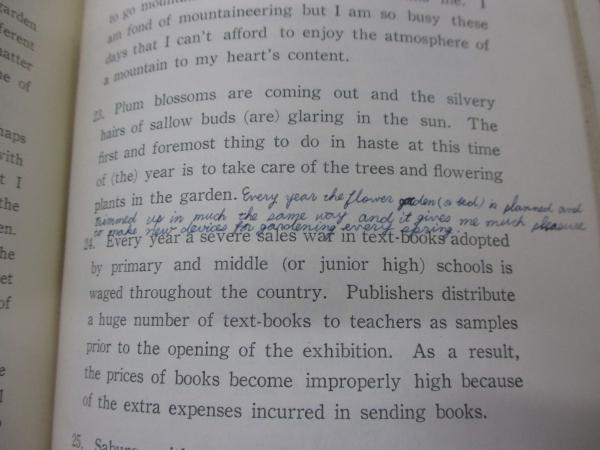 garden
ferent
atter
e of
to go mount
me. I
am fond of mountaineering but I am so busy these
days that I can't afford to enjoy the atmosphere of
a mountain to my heart's content.
haps
with
t I
the
en.
he
et
of
e
l
23. Plum blossoms are coming out and the silvery
hairs of sallow buds (are) glaring in the sun. The
first and foremost thing to do in haste at this time
of (the) year is to take care of the trees and flowering
plants in the garden. Every year the flower garden (a bed) is planned and
trimmed up in much the same way and it gives me much pleasure
to make new devices for gardening every spring.
24. Every year a severe sales war in text-books adopted
by primary and middle (or junior high) schools is
waged throughout the country. Publishers distribute
a huge number of text-books to teachers as samples
prior to the opening of the exhibition. As a result,
the prices of books become improperly high because
of the extra expenses incurred in sending books.
25.